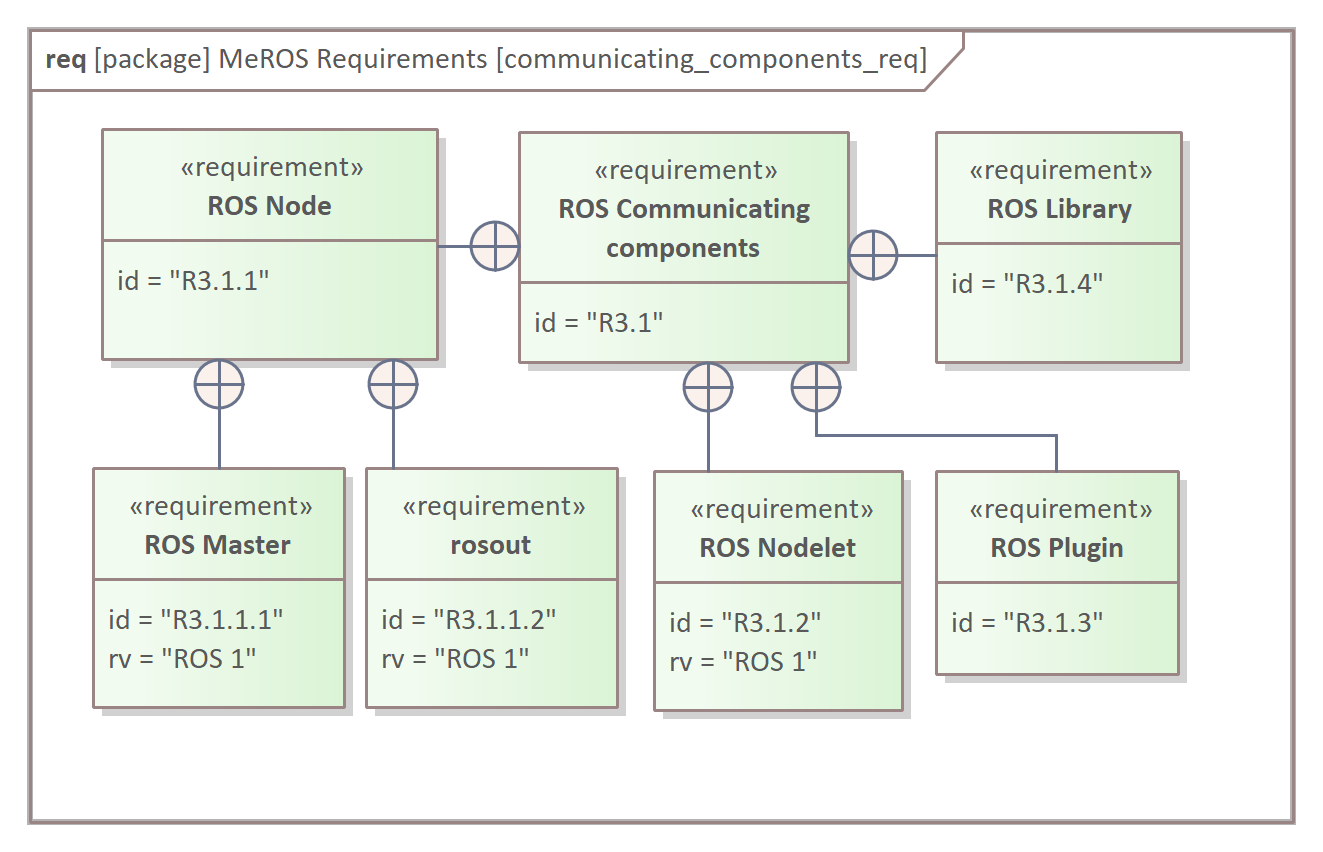 req [package] MeROS Requirements [communicating_components_req]
«requirement»
ROS Node
id = "R3.1.1"
«requirement»
ROS Communicating
components
id = "R3.1"
«requirement»
ROS Library
id = "R3.1.4"
«requirement»
ROS Master
id = "R3.1.1.1"
rv = "ROS 1"
«requirement»
rosout
id = "R3.1.1.2"
rv = "ROS 1"
«requirement»
ROS Nodelet
id = "R3.1.2"
rv = "ROS 1"
«requirement»
ROS Plugin
id = "R3.1.3"